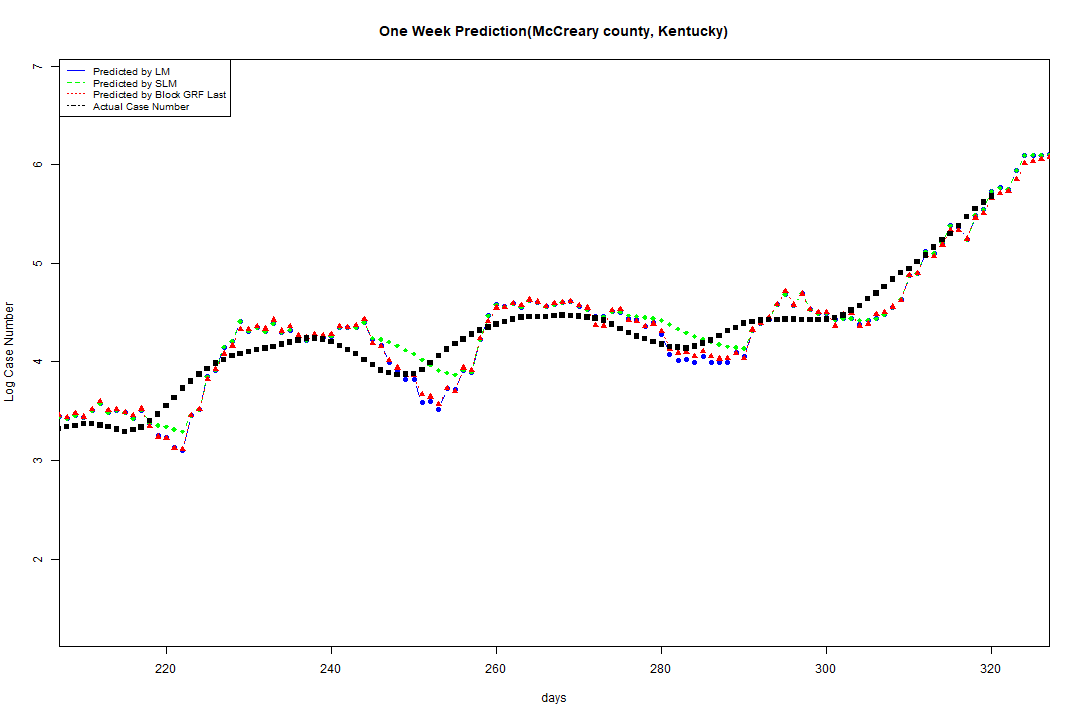 One Week Prediction(McCreary county, Kentucky)
Predicted by LM
Predicted by SLM
Predicted by Block GRF Last
Actual Case Number
7
6
5
4
3
2
Log Case Number
220 240 260 280 300 320
days